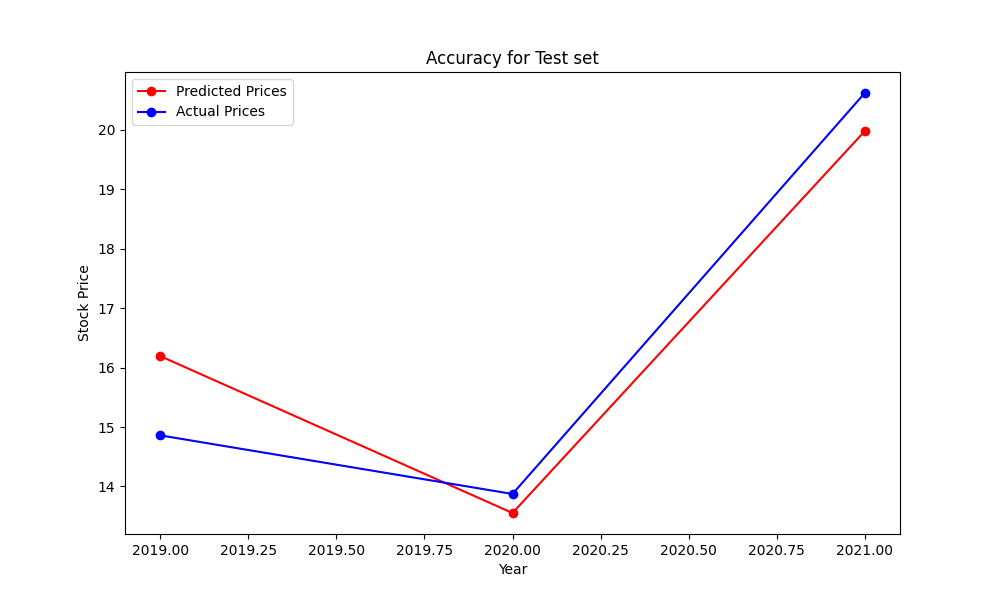 Accuracy for Test set
Predicted Prices
Actual Prices
20
19
18
17
16
15
14
Stock Price
2019.00 2019.25 2019.50 2019.75 2020.00 2020.25 2020.50 2020.75 2021.00
Year